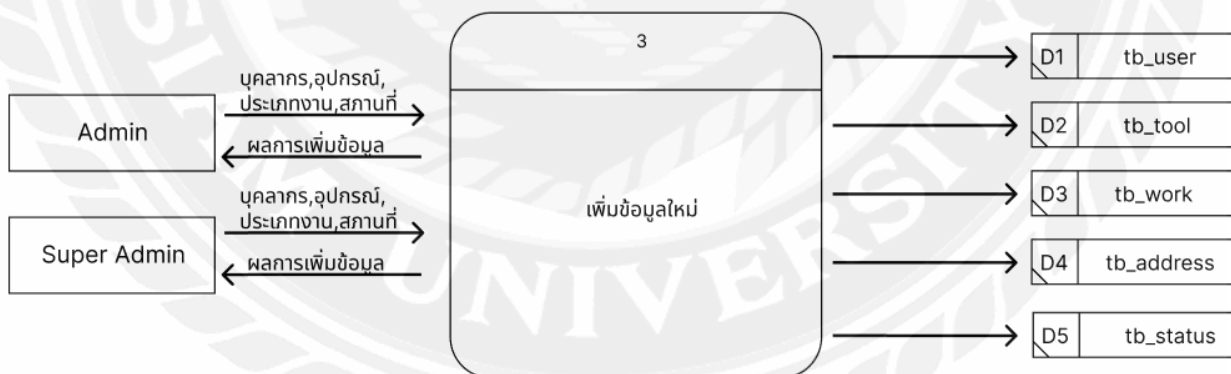 3
บุคลากร,อุปกรณ์,
ประเภทงาน,สถานที่
Admin
ผลการเพิ่มข้อมูล
บุคลากร,อุปกรณ์,
ประเภทงาน,สถานที่
Super Admin
ผลการเพิ่มข้อมูล
เพิ่มข้อมูลใหม่
D1 tb_user
D2 tb_tool
D3 tb_work
D4 tb_address
D5 tb_status
UNIVERSITY